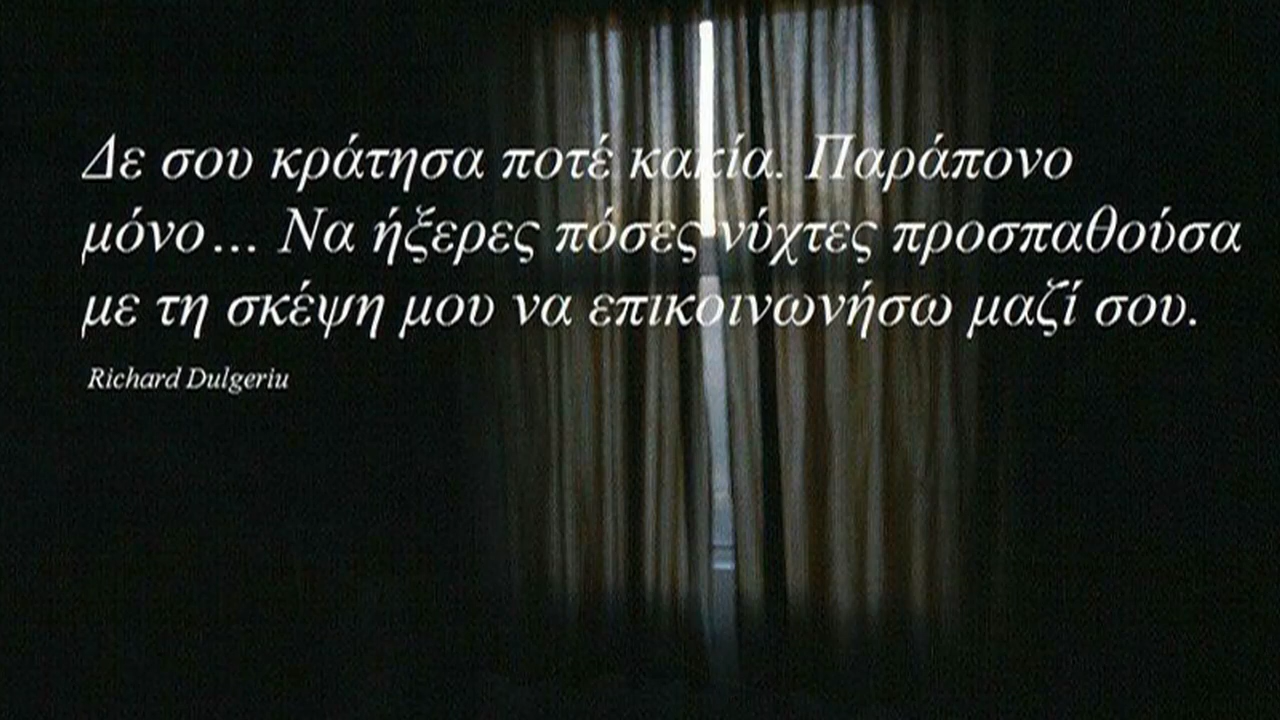 Δε σου κράτησα ποτέ κακία. Παράπονο
μόνο… Να ήξερες πόσες νύχτες προσπαθούσα
με τη σκέψη μου να επικοινωνήσω μαζί σου.
Richard Dulgeriu